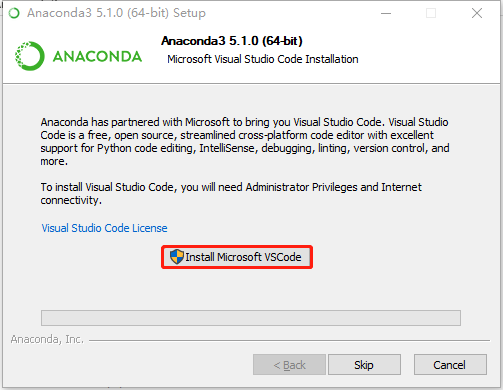 Anaconda3 5.1.0 (64-bit) Setup
Anaconda3 5.1.0 (64-bit)
Microsoft Visual Studio Code Installation
ANACONDA
Anaconda has partnered with Microsoft to bring you Visual Studio Code. Visual Studio
Code is a free, open source, streamlined cross-platform code editor with excellent
support for Python code editing, IntelliSense, debugging, linting, version control, and
more.
To install Visual Studio Code, you will need Administrator Privileges and Internet
connectivity.
Visual Studio Code License
Install Microsoft VSCode
Anaconda, Inc.
< Back
Skip
Cancel